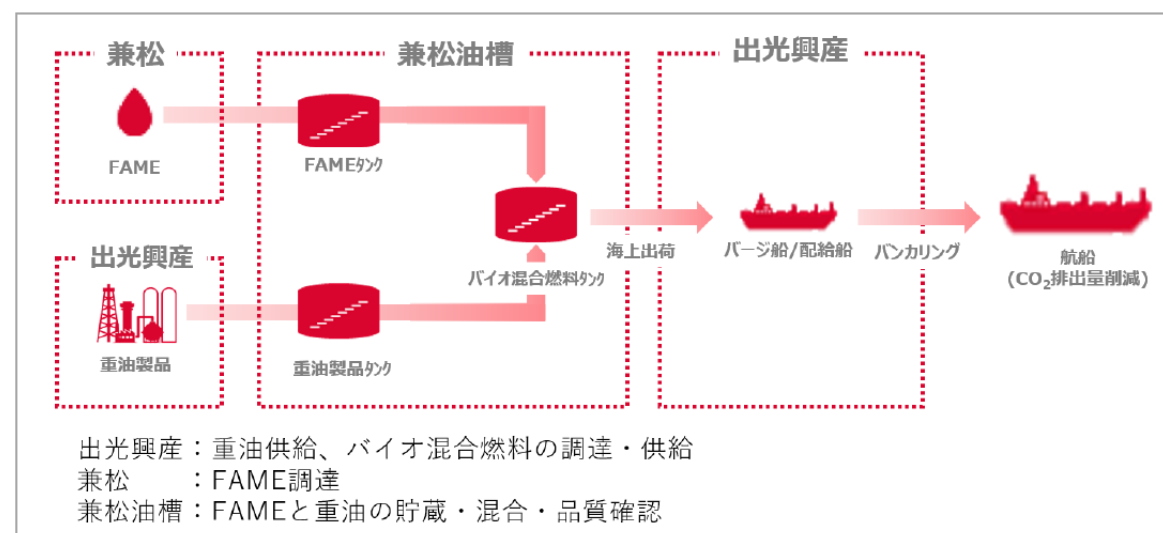 兼松
兼松油槽
出光興産
FAME
FAMEﾀﾝｸ
出光興産
バイオ混合燃料タンク
海上出荷
バージ船/配給船
バンカリング
航船
(CO₂排出量削減)
重油製品
重油製品ﾀﾝｸ
出光興産：重油供給、バイオ混合燃料の調達・供給
兼松　　：FAME調達
兼松油槽：FAMEと重油の貯蔵・混合・品質確認